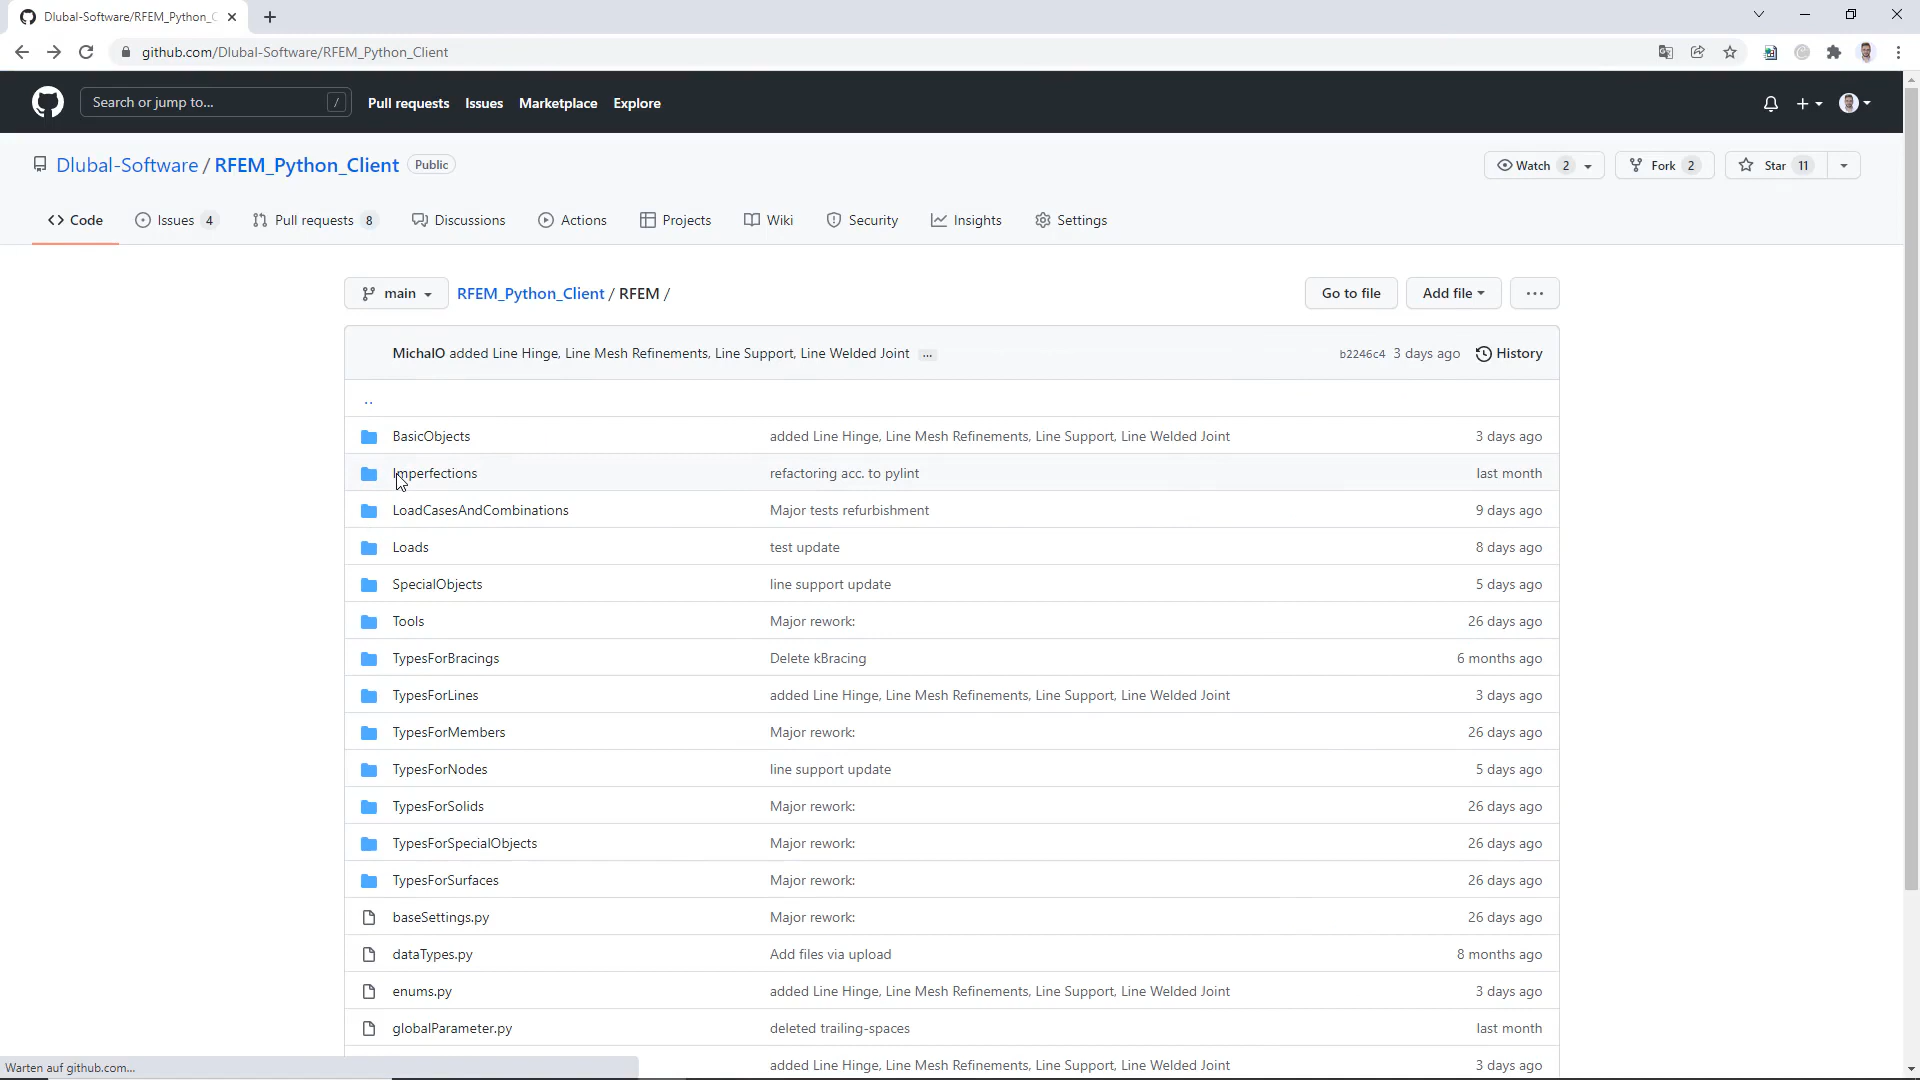 Dlubal-Software/RFEM_Python_C
github.com/Dlubal-Software/RFEM_Python_Client
Search or jump to... /
Pull requests Issues Marketplace Explore
Dlubal-Software / RFEM_Python_Client Public
Watch 2 Fork 2 Star 11
Code Issues 4 Pull requests 8 Discussions Actions Projects Wiki Security Insights Settings
main RFEM_Python_Client / RFEM / Go to file Add file ...
MichalO added Line Hinge, Line Mesh Refinements, Line Support, Line Welded Joint ... b2246c4 3 days ago History
..
BasicObjects added Line Hinge, Line Mesh Refinements, Line Support, Line Welded Joint 3 days ago
Imperfections refactoring acc. to pylint last month
LoadCasesAndCombinations Major tests refurbishment 9 days ago
Loads test update 8 days ago
SpecialObjects line support update 5 days ago
Tools Major rework: 26 days ago
TypesForBracings Delete kBracing 6 months ago
TypesForLines added Line Hinge, Line Mesh Refinements, Line Support, Line Welded Joint 3 days ago
TypesForMembers Major rework: 26 days ago
TypesForNodes line support update 5 days ago
TypesForSolids Major rework: 26 days ago
TypesForSpecialObjects Major rework: 26 days ago
TypesForSurfaces Major rework: 26 days ago
baseSettings.py Major rework: 26 days ago
dataTypes.py Add files via upload 8 months ago
enums.py added Line Hinge, Line Mesh Refinements, Line Support, Line Welded Joint 3 days ago
globalParameter.py deleted trailing-spaces last month
added Line Hinge, Line Mesh Refinements, Line Support, Line Welded Joint 3 days ago
Warten auf github.com...